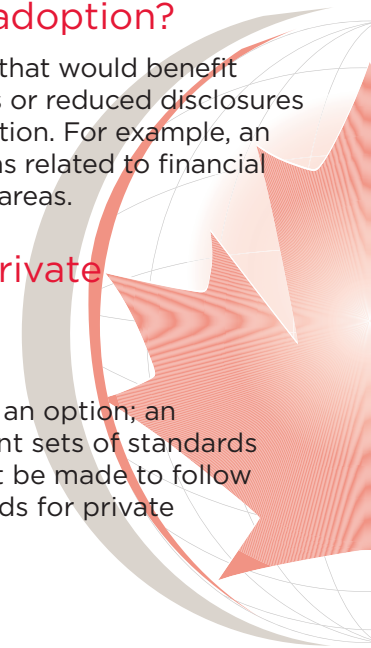 adoption?
that would benefit
s or reduced disclosures
tion. For example, an
ns related to financial
areas.
rivate
an option; an
nt sets of standards
t be made to follow
ds for private